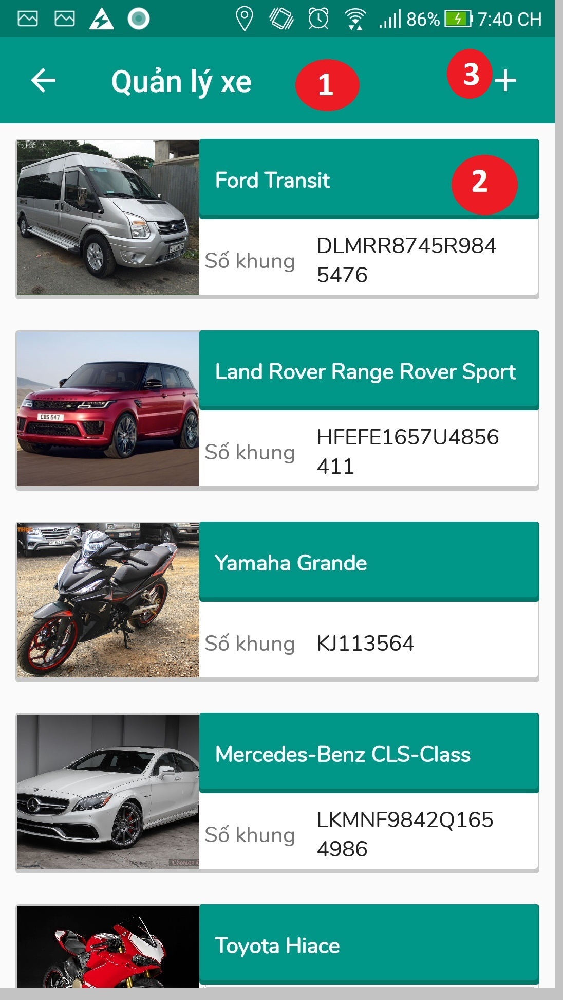 86% 7:40 CH
Quản lý xe
1
3
Ford Transit
2
Số khung
DLMRR8745R984
5476
Land Rover Range Rover Sport
CBS 547
Số khung
HFEFE1657U4856
411
Yamaha Grande
Số khung
KJ113564
Mercedes-Benz CLS-Class
Số khung
LKMNF9842Q165
4986
Toyota Hiace